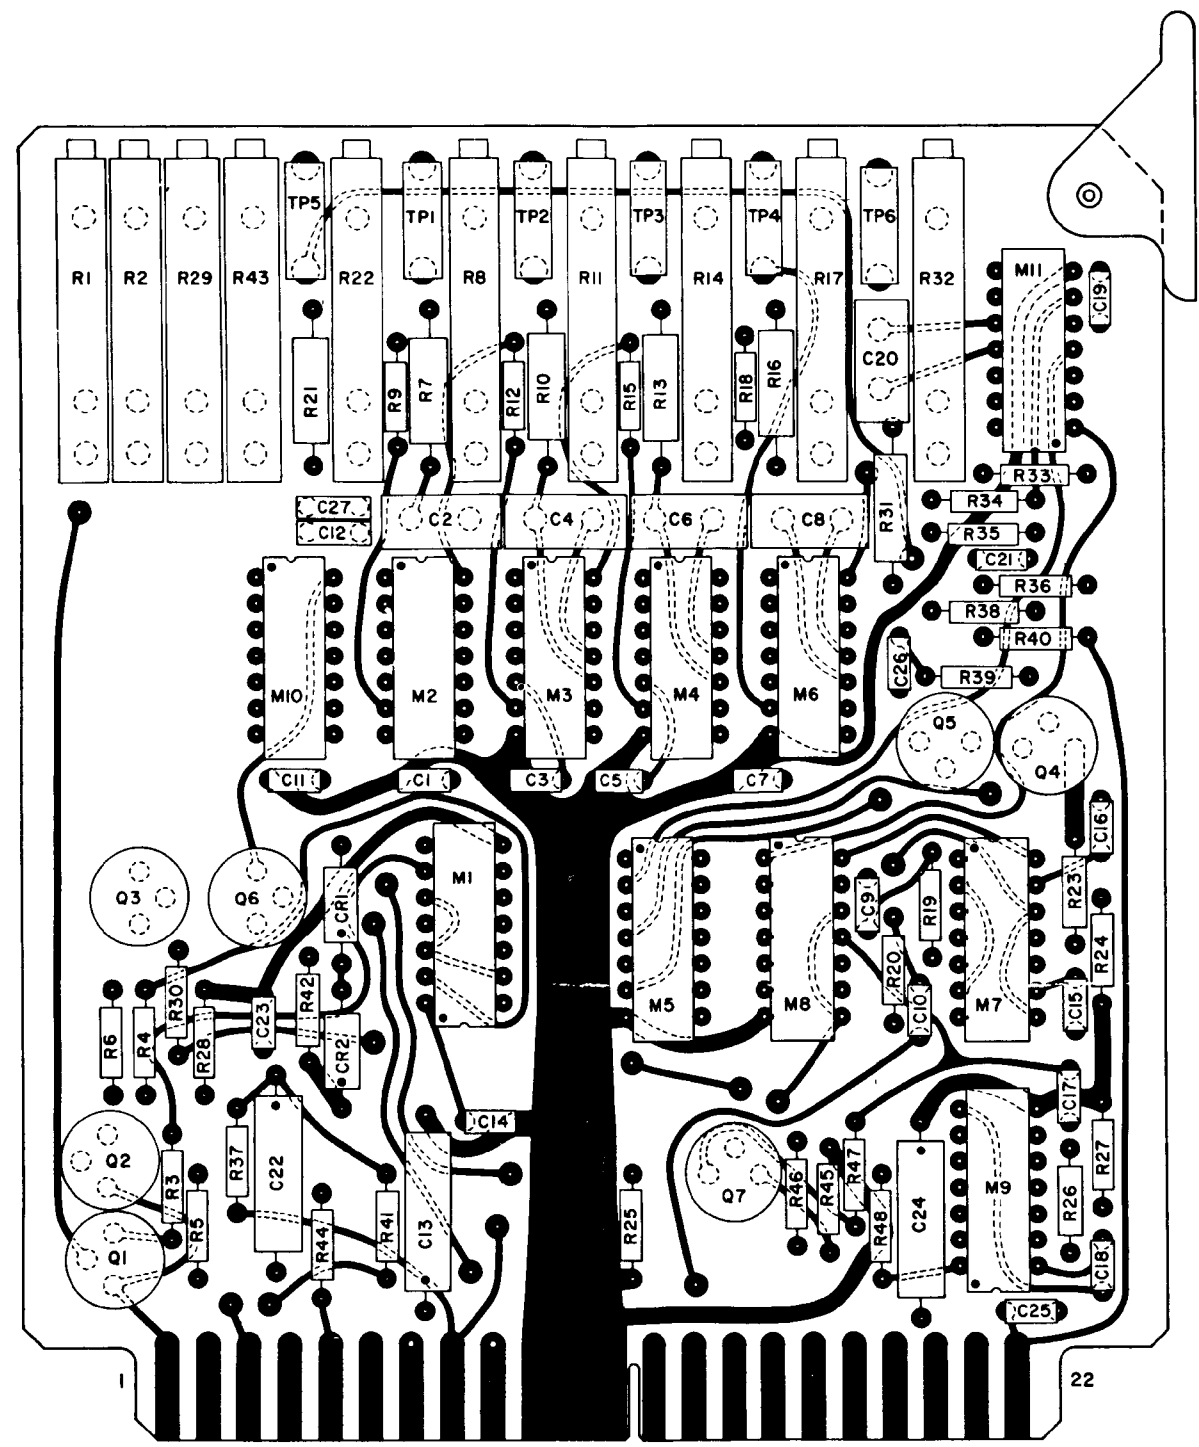 TP5 TP1 TP2 TP3 TP4 TP6
R1 R2 R29 R43 R22 R8 R11 R14 R17 R32 M11 C19
R21 R9 R7 R12 R10 R15 R13 R18 R16 C20
R33
R34
C27 C2 C4 C6 C8 R31
C12 R35
C21
R36
R38
R40
C26 R39
M10 M2 M3 M4 M6
Q5
Q4
C11 C1 C3 C5 C7
C16
M1
Q3 Q6 CR1 C9 R19 R23
R24
R20
R30 R42 C10 C15
M5 M8 M7
R6 R4 R28 C23 CR2
C17
C14
Q2 R37 C22 R47 R27
R3 R46 R45 M9
Q7
R5 R41 C13 R25 R48 C24 R26
Q1 R44 C18
C25
1 22